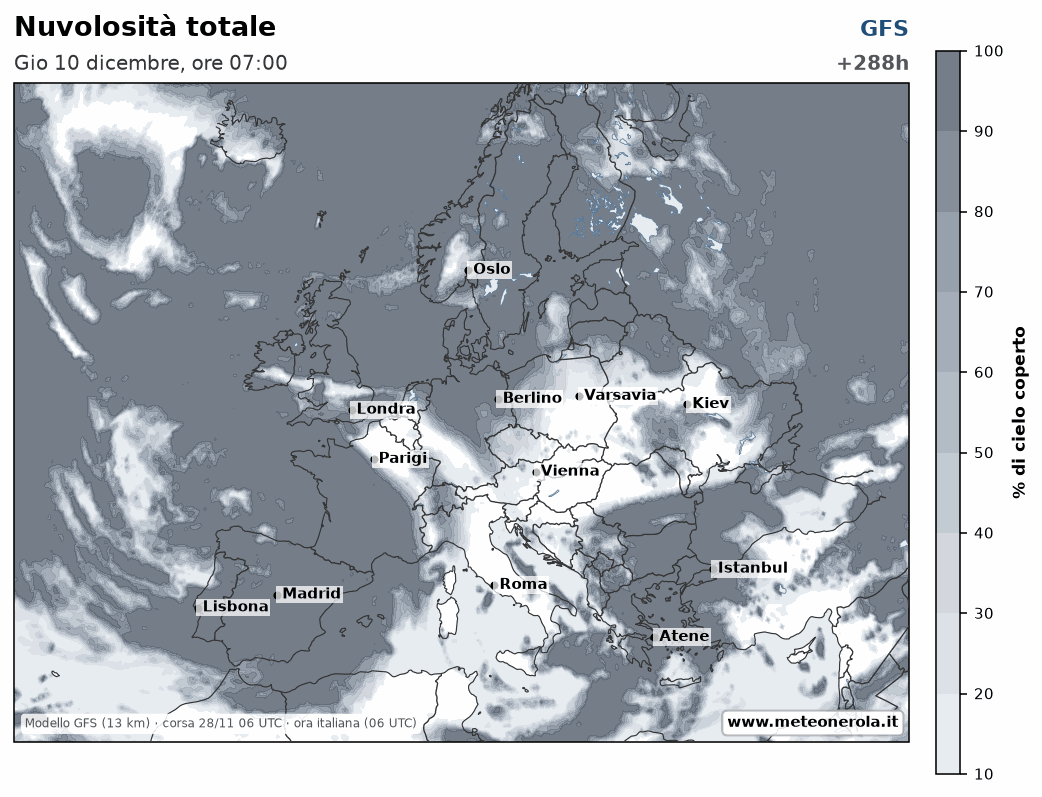 Nuvolosità totale
GFS
Gio 10 dicembre, ore 07:00
+288h
100
90
80
70
60
50
40
30
20
10
% di cielo coperto
Oslo
Londra
Berlino
Varsavia
Kiev
Parigi
Vienna
Istanbul
Roma
Madrid
Lisbona
Atene
Modello GFS (13 km) · corsa 28/11 06 UTC · ora italiana (06 UTC)
www.meteonerola.it